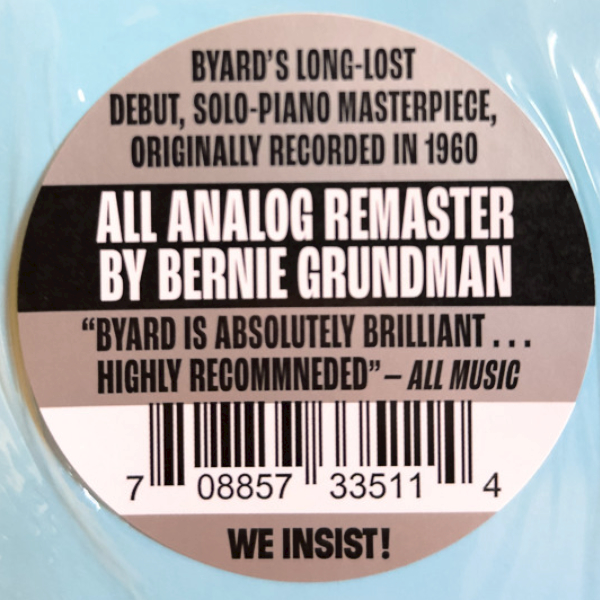 BYARD'S LONG-LOST
DEBUT, SOLO-PIANO MASTERPIECE,
ORIGINALLY RECORDED IN 1960
ALL ANALOG REMASTER
BY BERNIE GRUNDMAN
“BYARD IS ABSOLUTELY BRILLIANT . . .
HIGHLY RECOMMNEDED” – ALL MUSIC
7 08857 33511 4
WE INSIST!